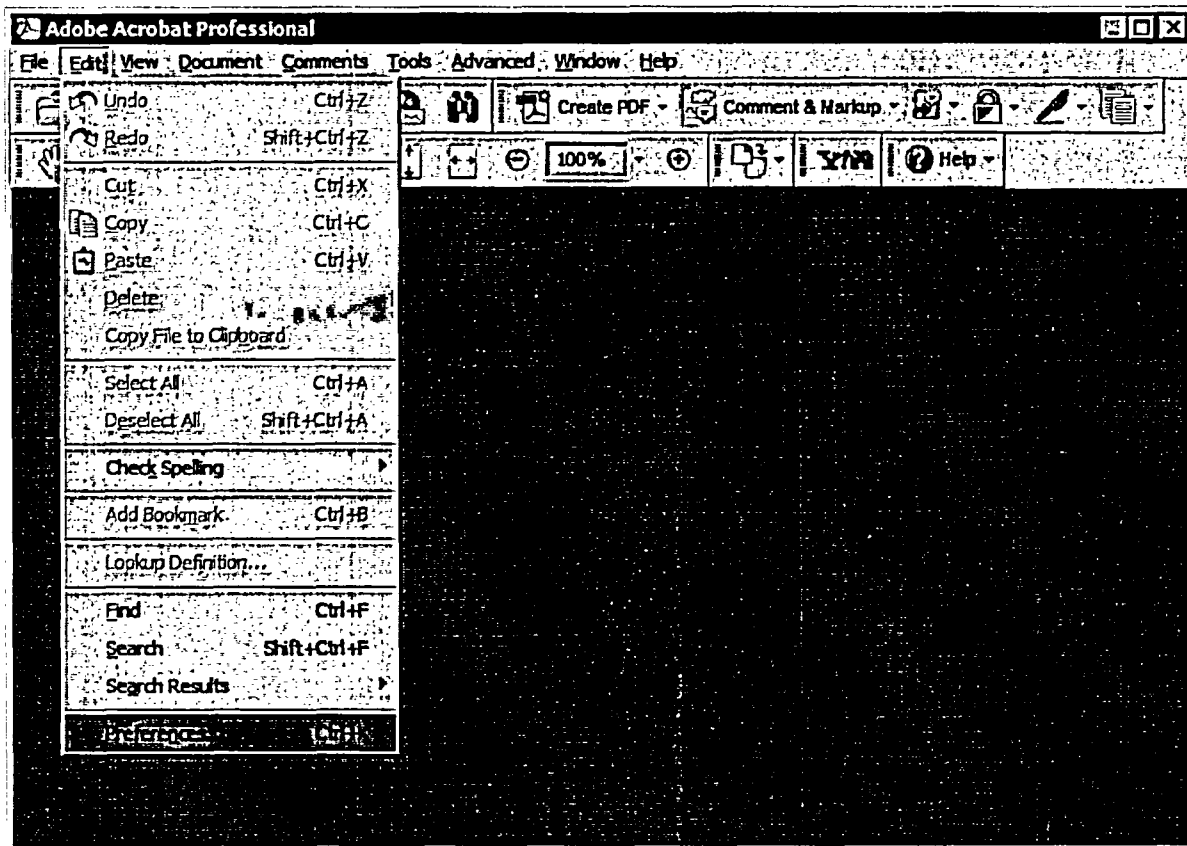 Adobe Acrobat Professional
File Edit View Document Comments Tools Advanced Window Help
Create PDF Comment & Markup
100% Help
Undo Ctrl+Z
Redo Shift+Ctrl+Z
Cut Ctrl+X
Copy Ctrl+C
Paste Ctrl+V
Delete
Copy File to Clipboard
Select All Ctrl+A
Deselect All Shift+Ctrl+A
Check Spelling
Add Bookmark Ctrl+B
Lookup Definition...
Find Ctrl+F
Search Shift+Ctrl+F
Search Results
Preferences... Ctrl+K